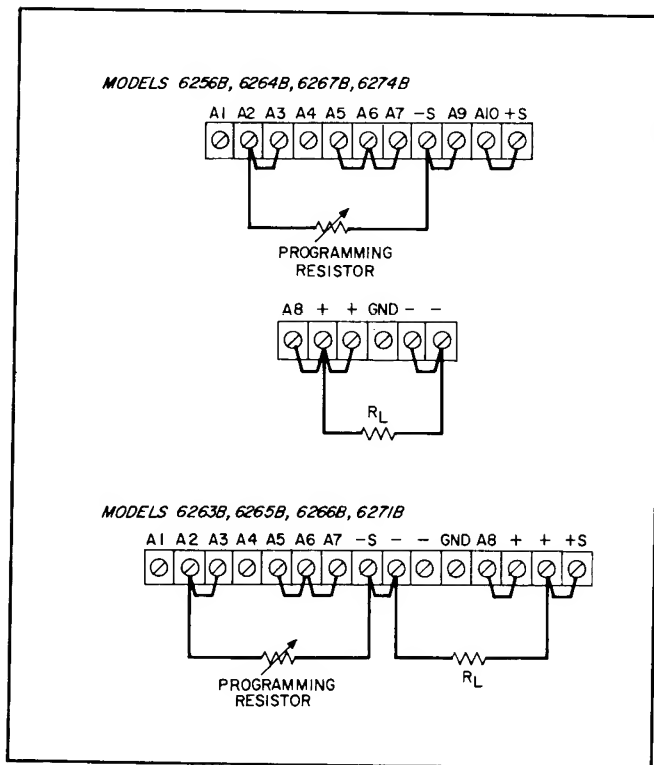 MODELS 6256B, 6264B, 6267B, 6274B
A1 A2 A3 A4 A5 A6 A7 -S A9 A10 +S
PROGRAMMING
RESISTOR
A8 + + GND - -
RL
MODELS 6263B, 6265B, 6266B, 6271B
A1 A2 A3 A4 A5 A6 A7 -S - - GND A8 + + +S
PROGRAMMING
RESISTOR
RL